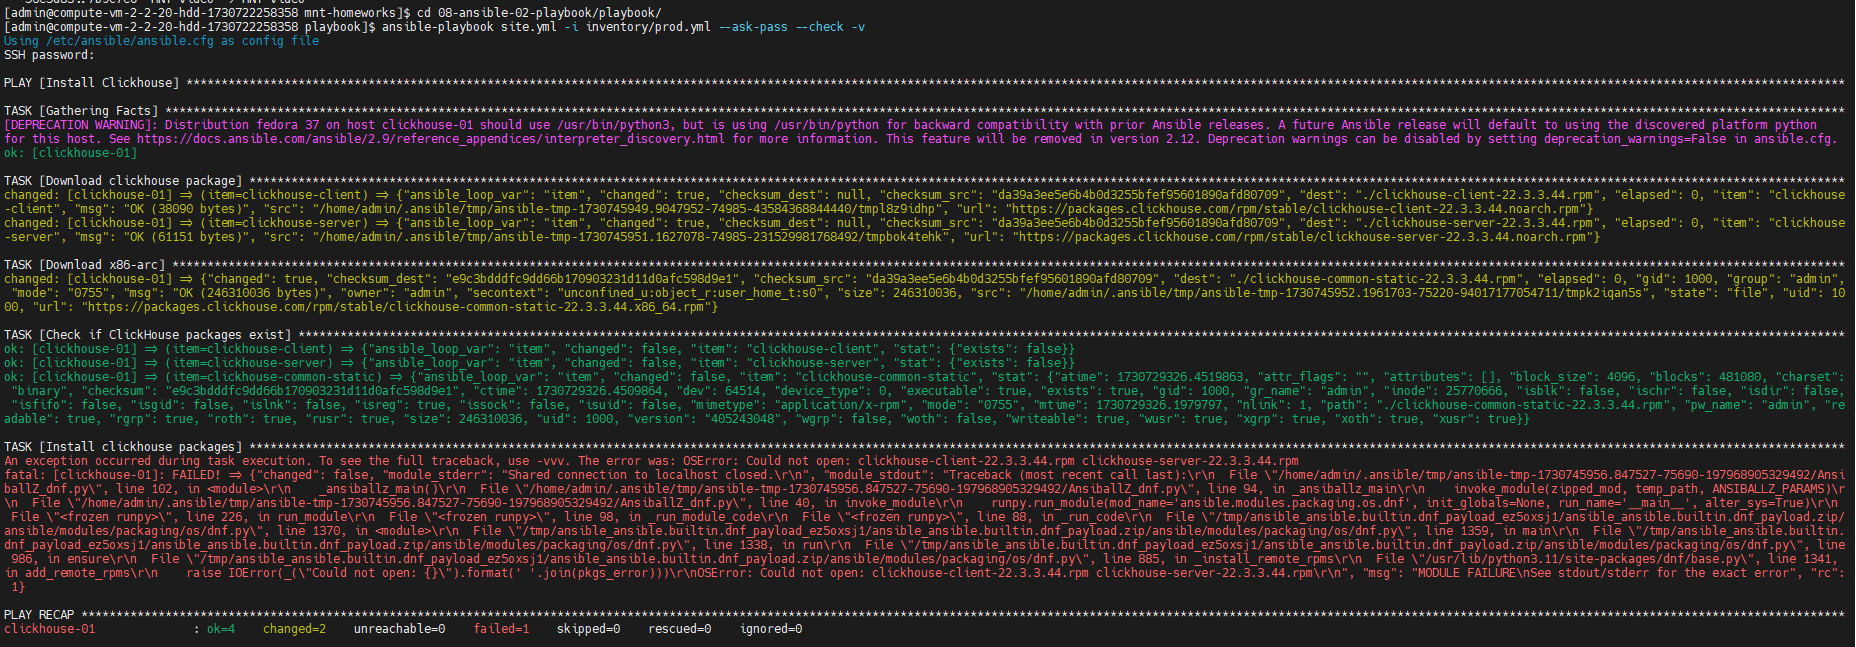 [admin@compute-vm-2-2-20-hdd-1730722258358 mnt-homeworks]$ cd 08-ansible-02-playbook/playbook/
[admin@compute-vm-2-2-20-hdd-1730722258358 playbook]$ ansible-playbook site.yml -i inventory/prod.yml --ask-pass --check -v
Using /etc/ansible/ansible.cfg as config file
SSH password:
PLAY [Install Clickhouse] ****
TASK [Gathering Facts] ****
[DEPRECATION WARNING]: Distribution fedora 37 on host clickhouse-01 should use /usr/bin/python3, but is using /usr/bin/python for backward compatibility with prior Ansible releases. A future Ansible release will default to using the discovered platform python
for this host. See https://docs.ansible.com/ansible/2.9/reference_appendices/interpreter_discovery.html for more information. This feature will be removed in version 2.12. Deprecation warnings can be disabled by setting deprecation_warnings=False in ansible.cfg.
ok: [clickhouse-01]
TASK [Download clickhouse package] ****
changed: [clickhouse-01] => (item=clickhouse-client) => {"ansible_loop_var": "item", "changed": true, "checksum_dest": null, "checksum_src": "da39a3ee5e6b4b0d3255bfef95601890afd80709", "dest": "./clickhouse-client-22.3.3.44.rpm", "elapsed": 0, "item": "clickhouse
-client", "msg": "OK (38090 bytes)", "src": "/home/admin/.ansible/tmp/ansible-tmp-1730745949.9047952-74985-43584368844440/tmpl8z9idhp", "url": "https://packages.clickhouse.com/rpm/stable/clickhouse-client-22.3.3.44.noarch.rpm"}
changed: [clickhouse-01] => (item=clickhouse-server) => {"ansible_loop_var": "item", "changed": true, "checksum_dest": null, "checksum_src": "da39a3ee5e6b4b0d3255bfef95601890afd80709", "dest": "./clickhouse-server-22.3.3.44.rpm", "elapsed": 0, "item": "clickhouse
-server", "msg": "OK (61151 bytes)", "src": "/home/admin/.ansible/tmp/ansible-tmp-1730745951.1627078-74985-231529981768492/tmpbok4tehk", "url": "https://packages.clickhouse.com/rpm/stable/clickhouse-server-22.3.3.44.noarch.rpm"}
TASK [Download x86-arc] ****
changed: [clickhouse-01] => {"changed": true, "checksum_dest": "e9c3bdddfc9dd66b170903231d11d0afc598d9e1", "checksum_src": "da39a3ee5e6b4b0d3255bfef95601890afd80709", "dest": "./clickhouse-common-static-22.3.3.44.rpm", "elapsed": 0, "gid": 1000, "group": "admin",
"mode": "0755", "msg": "OK (246310036 bytes)", "owner": "admin", "secontext": "unconfined_u:object_r:user_home_t:s0", "size": 246310036, "src": "/home/admin/.ansible/tmp/ansible-tmp-1730745952.1961703-75220-94017177054711/tmpk2iqan5s", "state": "file", "uid": 10
00, "url": "https://packages.clickhouse.com/rpm/stable/clickhouse-common-static-22.3.3.44.x86_64.rpm"}
TASK [Check if ClickHouse packages exist] ****
ok: [clickhouse-01] => (item=clickhouse-client) => {"ansible_loop_var": "item", "changed": false, "item": "clickhouse-client", "stat": {"exists": false}}
ok: [clickhouse-01] => (item=clickhouse-server) => {"ansible_loop_var": "item", "changed": false, "item": "clickhouse-server", "stat": {"exists": false}}
ok: [clickhouse-01] => (item=clickhouse-common-static) => {"ansible_loop_var": "item", "changed": false, "item": "clickhouse-common-static", "stat": {"atime": 1730729326.4519863, "attr_flags": "", "attributes": [], "block_size": 4096, "blocks": 481080, "charset":
"binary", "checksum": "e9c3bdddfc9dd66b170903231d11d0afc598d9e1", "ctime": 1730729326.4509864, "dev": 64514, "device_type": 0, "executable": true, "exists": true, "gid": 1000, "gr_name": "admin", "inode": 25770666, "isblk": false, "ischr": false, "isdir": false,
"isfifo": false, "isgid": false, "islnk": false, "isreg": true, "issock": false, "isuid": false, "mimetype": "application/x-rpm", "mode": "0755", "mtime": 1730729326.1979797, "nlink": 1, "path": "./clickhouse-common-static-22.3.3.44.rpm", "pw_name": "admin", "re
adable": true, "rgrp": true, "roth": true, "rusr": true, "size": 246310036, "uid": 1000, "version": "405243048", "wgrp": false, "woth": false, "writeable": true, "wusr": true, "xgrp": true, "xoth": true, "xusr": true}}
TASK [Install clickhouse packages] ****
An exception occurred during task execution. To see the full traceback, use -vvv. The error was: OSError: Could not open: clickhouse-client-22.3.3.44.rpm clickhouse-server-22.3.3.44.rpm
fatal: [clickhouse-01]: FAILED! => {"changed": false, "module_stderr": "Shared connection to localhost closed.\r\n", "module_stdout": "Traceback (most recent call last):\r\n  File \"/home/admin/.ansible/tmp/ansible-tmp-1730745956.847527-75690-197968905329492/Ansi
ballZ_dnf.py\", line 102, in <module>\r\n    _ansiballz_main()\r\n  File \"/home/admin/.ansible/tmp/ansible-tmp-1730745956.847527-75690-197968905329492/AnsiballZ_dnf.py\", line 94, in _ansiballz_main\r\n    invoke_module(zipped_mod, temp_path, ANSIBALLZ_PARAMS)\r
\n  File \"/home/admin/.ansible/tmp/ansible-tmp-1730745956.847527-75690-197968905329492/AnsiballZ_dnf.py\", line 40, in invoke_module\r\n    runpy.run_module(mod_name='ansible.modules.packaging.os.dnf', init_globals=None, run_name='__main__', alter_sys=True)\r\n
File \"<frozen runpy>\", line 226, in run_module\r\n  File \"<frozen runpy>\", line 98, in _run_module_code\r\n  File \"<frozen runpy>\", line 88, in _run_code\r\n  File \"/tmp/ansible_ansible.builtin.dnf_payload_ez5oxsj1/ansible_ansible.builtin.dnf_payload.zip/
ansible/modules/packaging/os/dnf.py\", line 1370, in <module>\r\n  File \"/tmp/ansible_ansible.builtin.dnf_payload_ez5oxsj1/ansible_ansible.builtin.dnf_payload.zip/ansible/modules/packaging/os/dnf.py\", line 1359, in main\r\n  File \"/tmp/ansible_ansible.builtin.
dnf_payload_ez5oxsj1/ansible_ansible.builtin.dnf_payload.zip/ansible/modules/packaging/os/dnf.py\", line 1338, in run\r\n  File \"/tmp/ansible_ansible.builtin.dnf_payload_ez5oxsj1/ansible_ansible.builtin.dnf_payload.zip/ansible/modules/packaging/os/dnf.py\", line
986, in ensure\r\n  File \"/tmp/ansible_ansible.builtin.dnf_payload_ez5oxsj1/ansible_ansible.builtin.dnf_payload.zip/ansible/modules/packaging/os/dnf.py\", line 885, in _install_remote_rpms\r\n  File \"/usr/lib/python3.11/site-packages/dnf/base.py\", line 1341,
in add_remote_rpms\r\n    raise IOError(_(\"Could not open: {}\").format(' '.join(pkgs_error)))\r\nOSError: Could not open: clickhouse-client-22.3.3.44.rpm clickhouse-server-22.3.3.44.rpm\r\n", "msg": "MODULE FAILURE\nSee stdout/stderr for the exact error", "rc":
1}
PLAY RECAP ****
clickhouse-01              : ok=4    changed=2    unreachable=0    failed=1    skipped=0    rescued=0    ignored=0